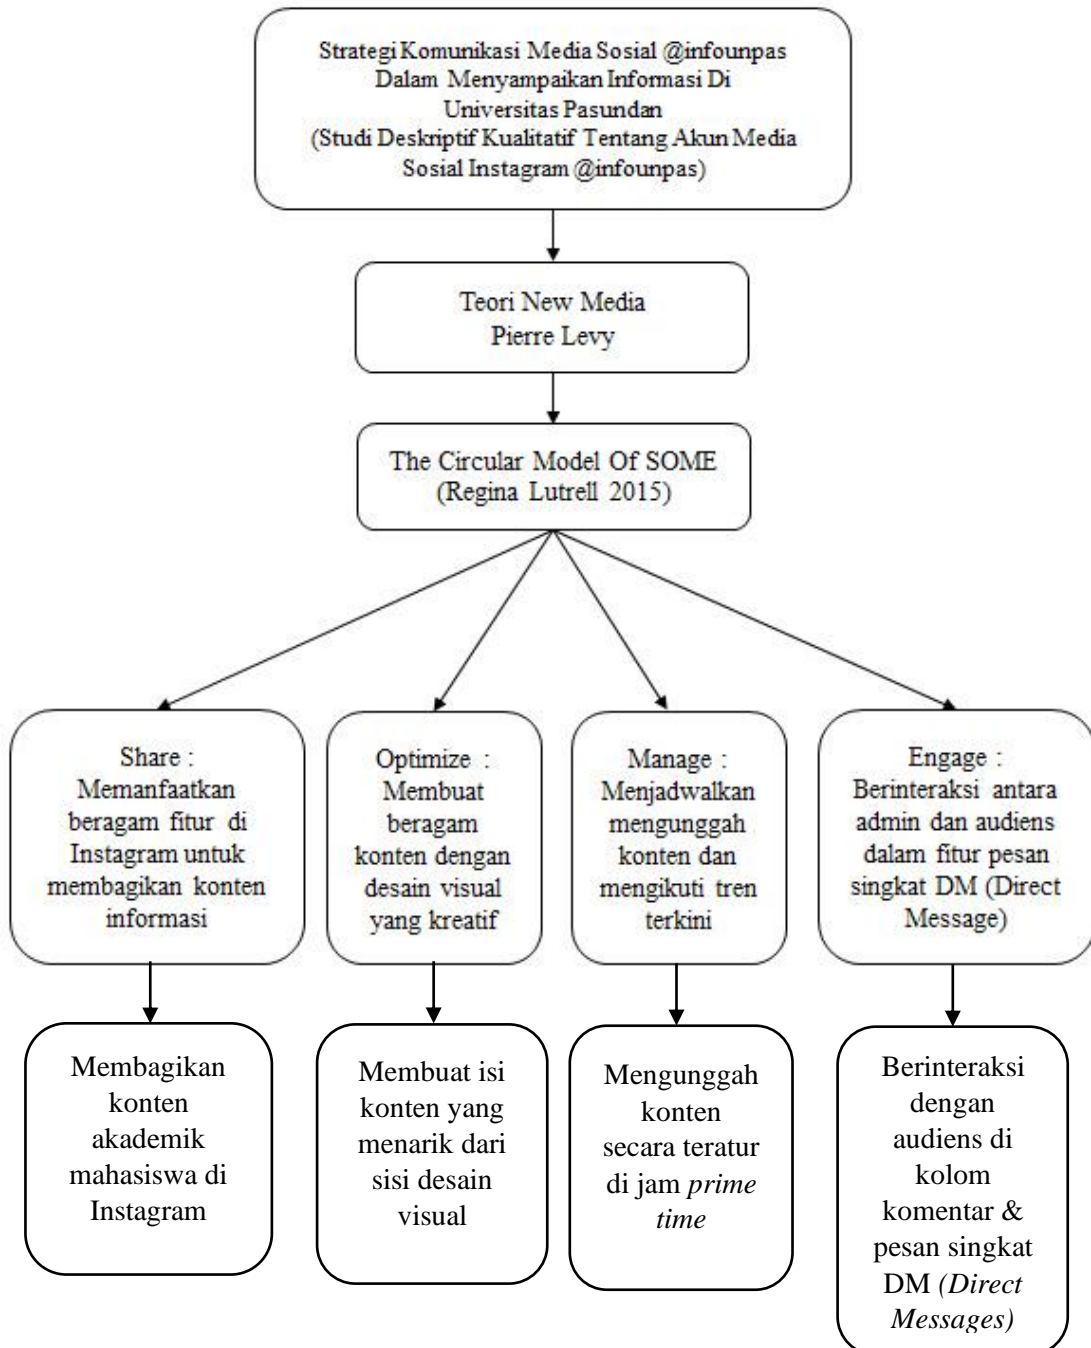 Strategi Komunikasi Media Sosial @infounpas
Dalam Menyampaikan Informasi Di
Universitas Pasundan
(Studi Deskriptif Kualitatif Tentang Akun Media
Sosial Instagram @infounpas)
Teori New Media
Pierre Levy
The Circular Model Of SOME
(Regina Lutrell 2015)
Share :
Memanfaatkan
beragam fitur di
Instagram untuk
membagikan konten
informasi
Optimize :
Membuat
beragam
konten dengan
desain visual
yang kreatif
Manage :
Menjadwalkan
mengunggah
konten dan
mengikuti tren
terkini
Engage :
Berinteraksi antara
admin dan audiens
dalam fitur pesan
singkat DM (Direct
Message)
Membagikan
konten
akademik
mahasiswa di
Instagram
Membuat isi
konten yang
menarik dari
sisi desain
visual
Mengunggah
konten
secara teratur
di jam prime
time
Berinteraksi
dengan
audiens di
kolom
komentar &
pesan singkat
DM (Direct
Messages)